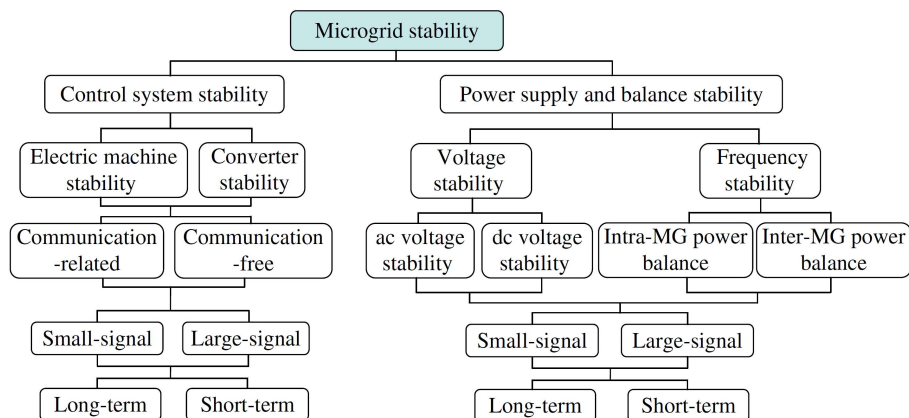 Microgrid stability
Control system stability
Power supply and balance stability
Electric machine
stability
Converter
stability
Voltage
stability
Frequency
stability
Communication
-related
Communication
-free
ac voltage
stability
dc voltage
stability
Intra-MG power
balance
Inter-MG power
balance
Small-signal
Large-signal
Small-signal
Large-signal
Long-term
Short-term
Long-term
Short-term